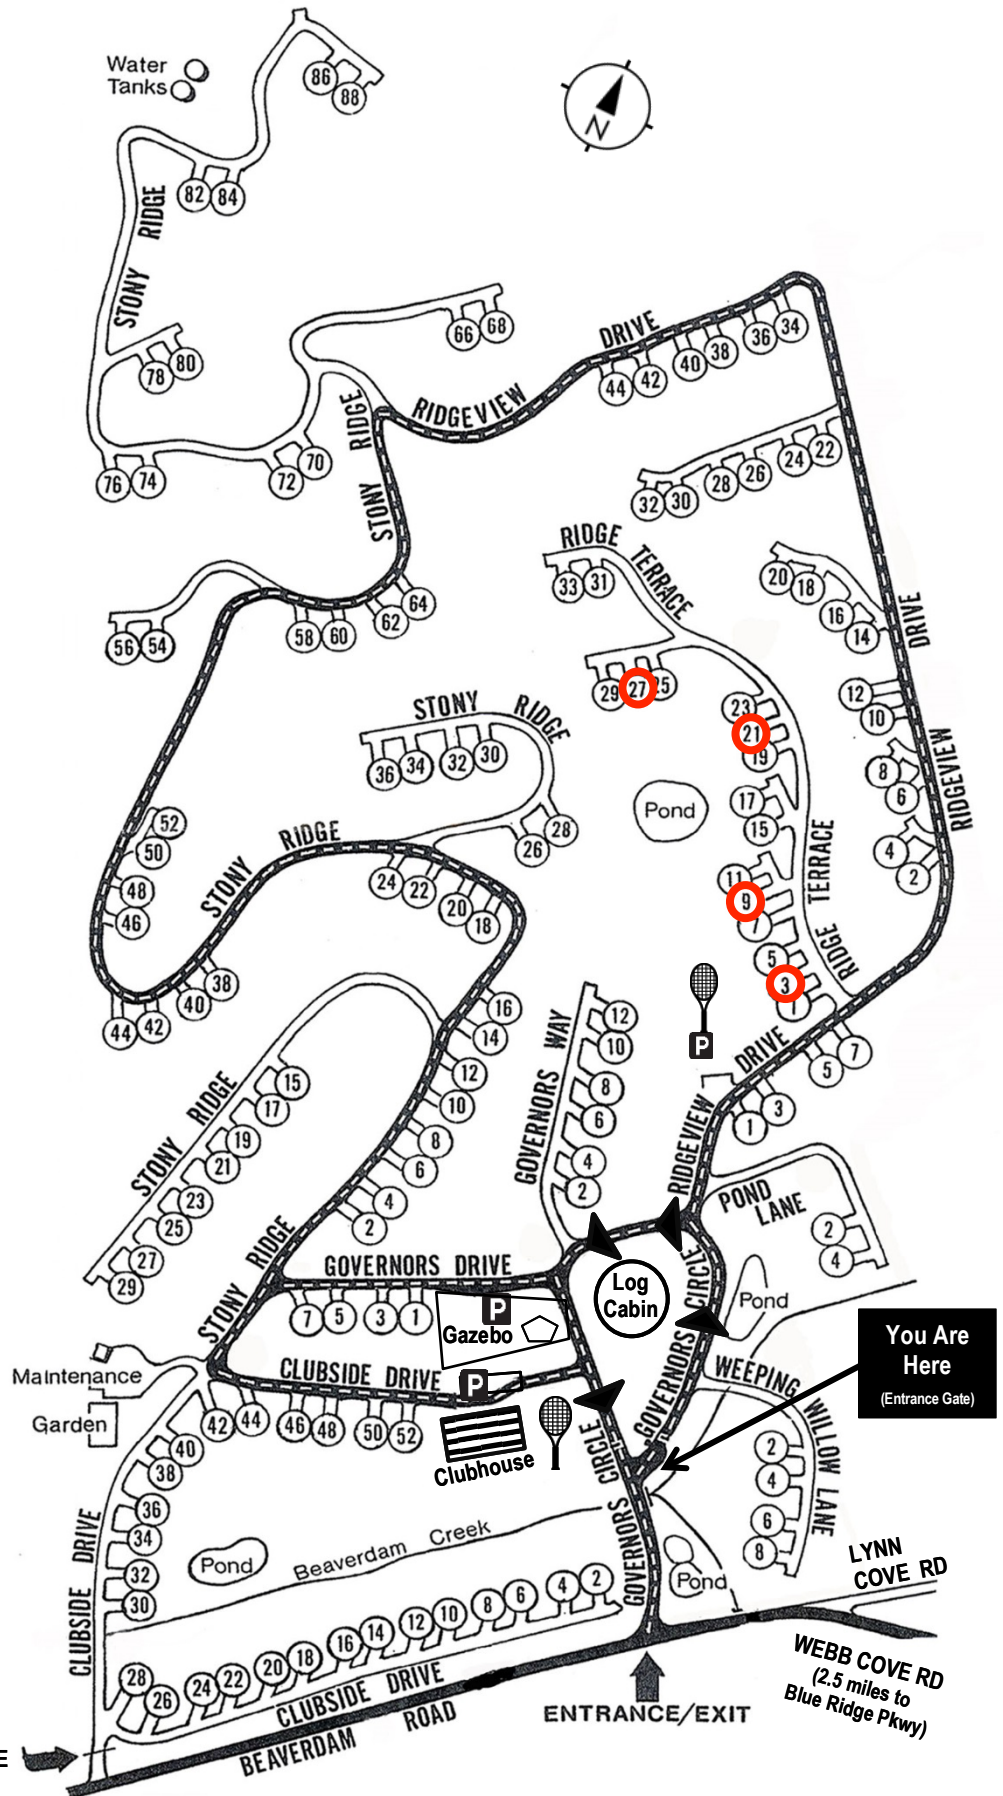 Water
Tanks
86
88
N
82
84
STONY RIDGE
78
80
66
68
DRIVE
44
42
40
38
36
34
RIDGEVIEW
RIDGE
STONY
76
74
72
70
32
30
28
26
24
22
RIDGE TERRACE
33
31
20
18
16
14
DRIVE
56
54
58
60
62
64
29
27
25
12
10
STONY RIDGE
36
34
32
30
23
21
19
8
6
RIDGEVIEW
Pond
17
15
TERRACE
4
2
28
26
52
50
48
46
STONY RIDGE
24
22
20
18
11
9
7
5
3
1
RIDGE
44
42
40
38
16
14
12
10
8
6
4
2
GOVERNORS WAY
12
10
8
6
4
2
P
DRIVE
7
5
3
1
RIDGEVIEW
STONY RIDGE
15
17
19
21
23
25
27
29
POND
LANE
2
4
STONY RIDGE
GOVERNORS DRIVE
7
5
3
1
P
Gazebo
Log
Cabin
GOVERNORS CIRCLE
Pond
You Are
Here
(Entrance Gate)
Maintenance
Garden
CLUBSIDE DRIVE
P
42
44
46
48
50
52
Clubhouse
GOVERNORS CIRCLE
WEEPING WILLOW LANE
2
4
6
8
40
38
36
34
32
30
CLUBSIDE DRIVE
Pond
Beaverdam Creek
Pond
LYNN
COVE RD
28
26
24
22
20
18
16
14
12
10
8
6
4
2
CLUBSIDE DRIVE
BEAVERDAM ROAD
ENTRANCE/EXIT
WEBB COVE RD
(2.5 miles to
Blue Ridge Pkwy)
E